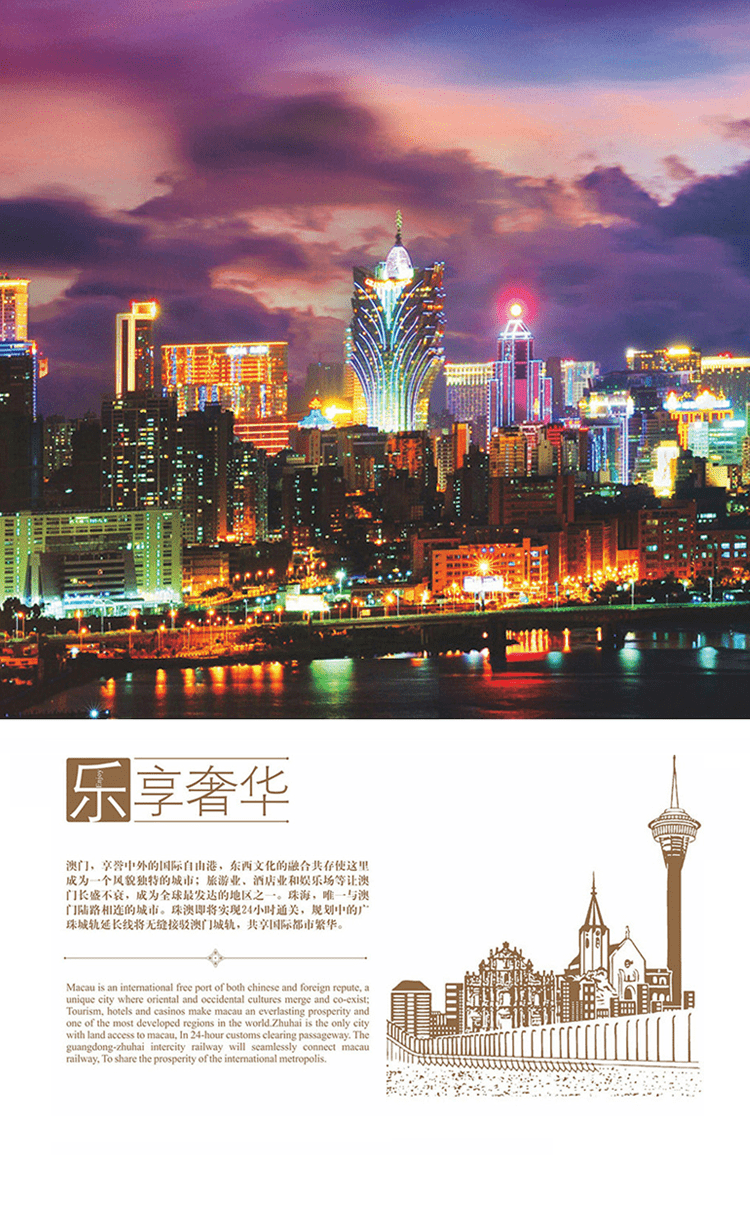 乐享奢华
澳门，享誉中外的国际自由港，东西文化的融合共存使这里
成为一个风貌独特的城市；旅游业、酒店业和娱乐场等让澳
门长盛不衰，成为全球最发达的地区之一。珠海，唯一与澳
门陆路相连的城市。珠澳即将实现24小时通关，规划中的广
珠城轨延长线将无缝接驳澳门城轨，共享国际都市繁华。
Macau is an international free port of both chinese and foreign repute, a
unique city where oriental and occidental cultures merge and co-exist;
Tourism, hotels and casinos make macau an everlasting prosperity and
one of the most developed regions in the world.Zhuhai is the only city
with land access to macau, In 24-hour customs clearing passageway. The
guangdong-zhuhai intercity railway will seamlessly connect macau
railway, To share the prosperity of the international metropolis.